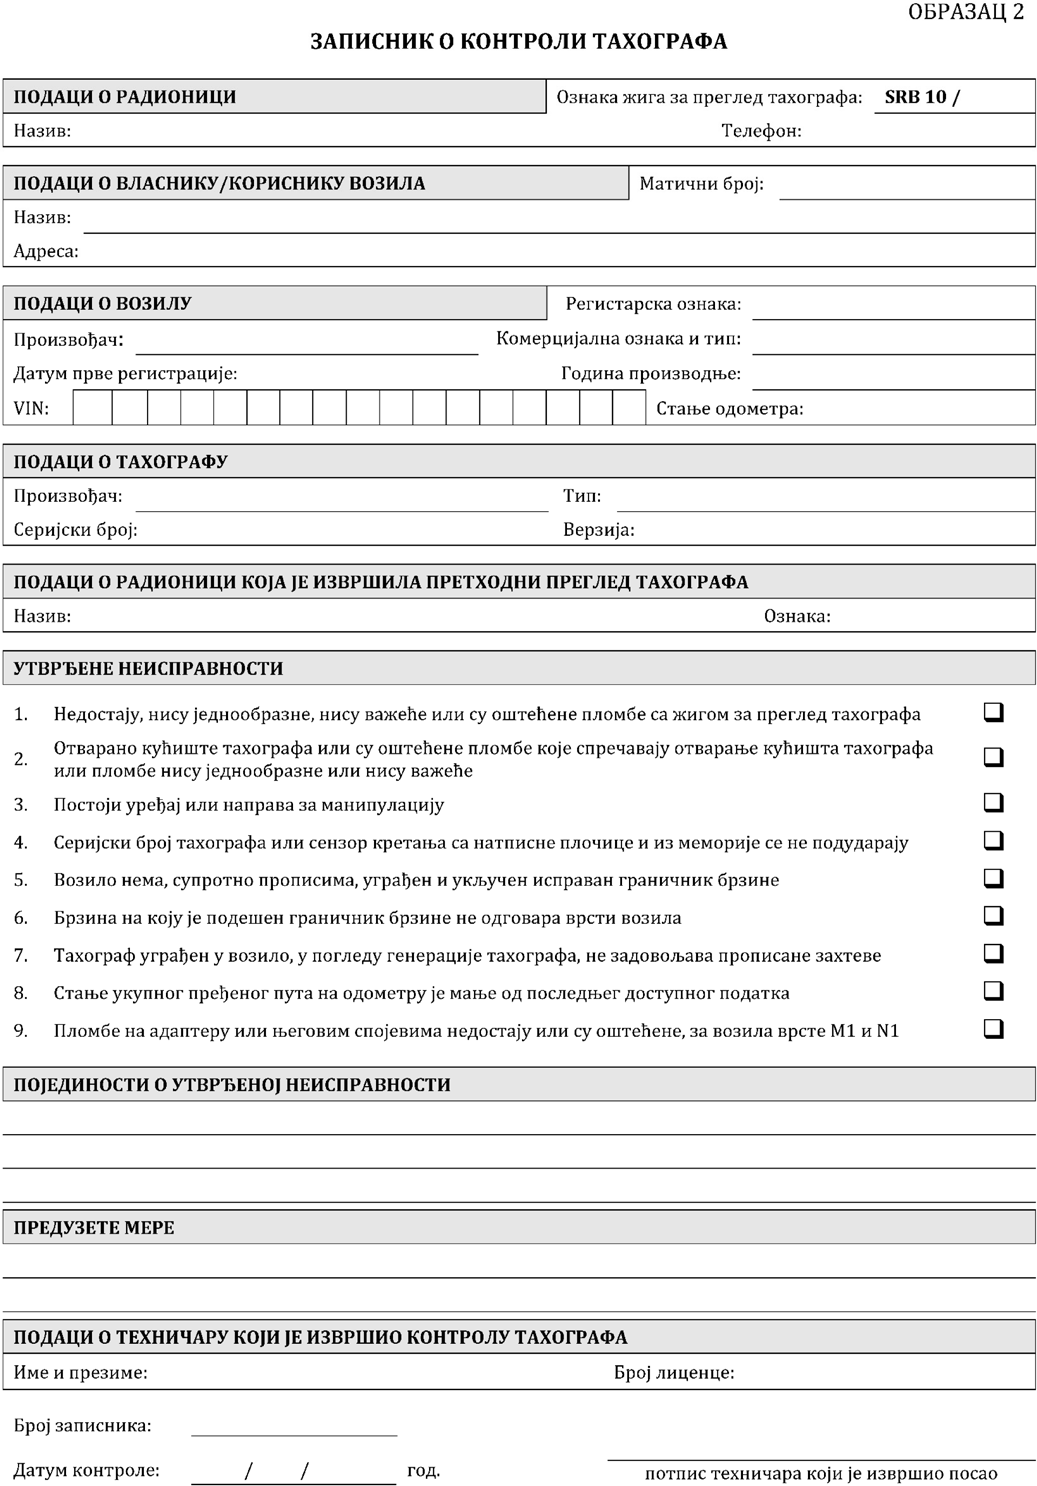 ОБРАЗАЦ 2
ЗАПИСНИК О КОНТРОЛИ ТАХОГРАФА
ПОДАЦИ О РАДИОНИЦИ Ознака жига за преглед тахографа: SRB 10 /
Назив: Телефон:
ПОДАЦИ О ВЛАСНИКУ/КОРИСНИКУ ВОЗИЛА Матични број:
Назив:
Адреса:
ПОДАЦИ О ВОЗИЛУ Регистарска ознака:
Произвођач: Комерцијална ознака и тип:
Датум прве регистрације: Година производње:
VIN: Стање одометра:
ПОДАЦИ О ТАХОГРАФУ
Произвођач: Тип:
Серијски број: Верзија:
ПОДАЦИ О РАДИОНИЦИ КОЈА ЈЕ ИЗВРШИЛА ПРЕТХОДНИ ПРЕГЛЕД ТАХОГРАФА
Назив: Ознака:
УТВРЂЕНЕ НЕИСПРАВНОСТИ
1. Недостају, нису једнообразне, нису важеће или су оштећене пломбе са жигом за преглед тахографа
2. Отварано кућиште тахографа или су оштећене пломбе које спречавају отварање кућишта тахографа
или пломбе нису једнообразне или нису важеће
3. Постоји уређај или направа за манипулацију
4. Серијски број тахографа или сензор кретања са натписне плочице и из меморије се не подударају
5. Возило нема, супротно прописима, уграђен и укључен исправан граничник брзине
6. Брзина на коју је подешен граничник брзине не одговара врсти возила
7. Тахограф уграђен у возило, у погледу генерације тахографа, не задовољава прописане захтеве
8. Стање укупног пређеног пута на одометру је мање од последњег доступног податка
9. Пломбе на адаптеру или његовим спојевима недостају или су оштећене, за возила врсте М1 и N1
ПОЈЕДИНОСТИ О УТВРЂЕНОЈ НЕИСПРАВНОСТИ
ПРЕДУЗЕТЕ МЕРЕ
ПОДАЦИ О ТЕХНИЧАРУ КОЈИ ЈЕ ИЗВРШИО КОНТРОЛУ ТАХОГРАФА
Име и презиме: Број лиценце:
Број записника:
Датум контроле: / / год.
потпис техничара који је извршио посао